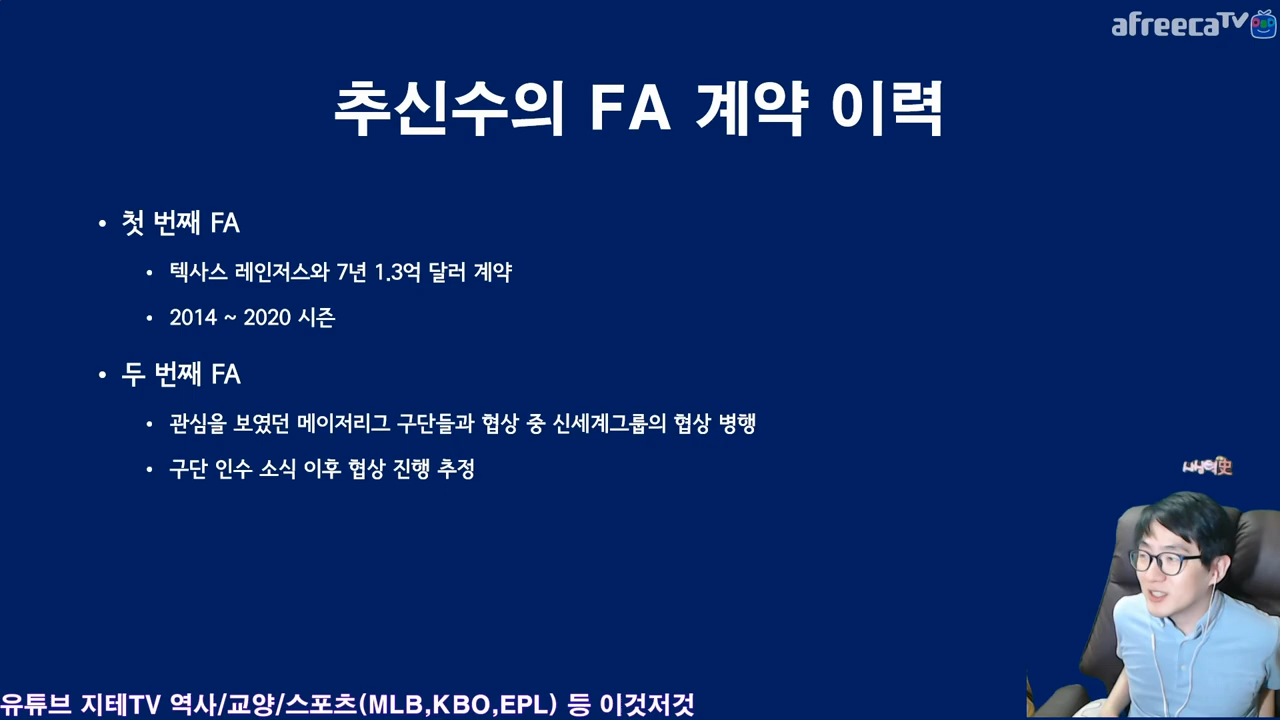 afreecaTV
추신수의 FA 계약 이력
• 첫 번째 FA
• 텍사스 레인저스와 7년 1.3억 달러 계약
• 2014 ~ 2020 시즌
• 두 번째 FA
• 관심을 보였던 메이저리그 구단들과 협상 중 신세계그룹의 협상 병행
• 구단 인수 소식 이후 협상 진행 추정
유튜브 지테TV 역사/교양/스포츠(MLB,KBO,EPL) 등 이것저것